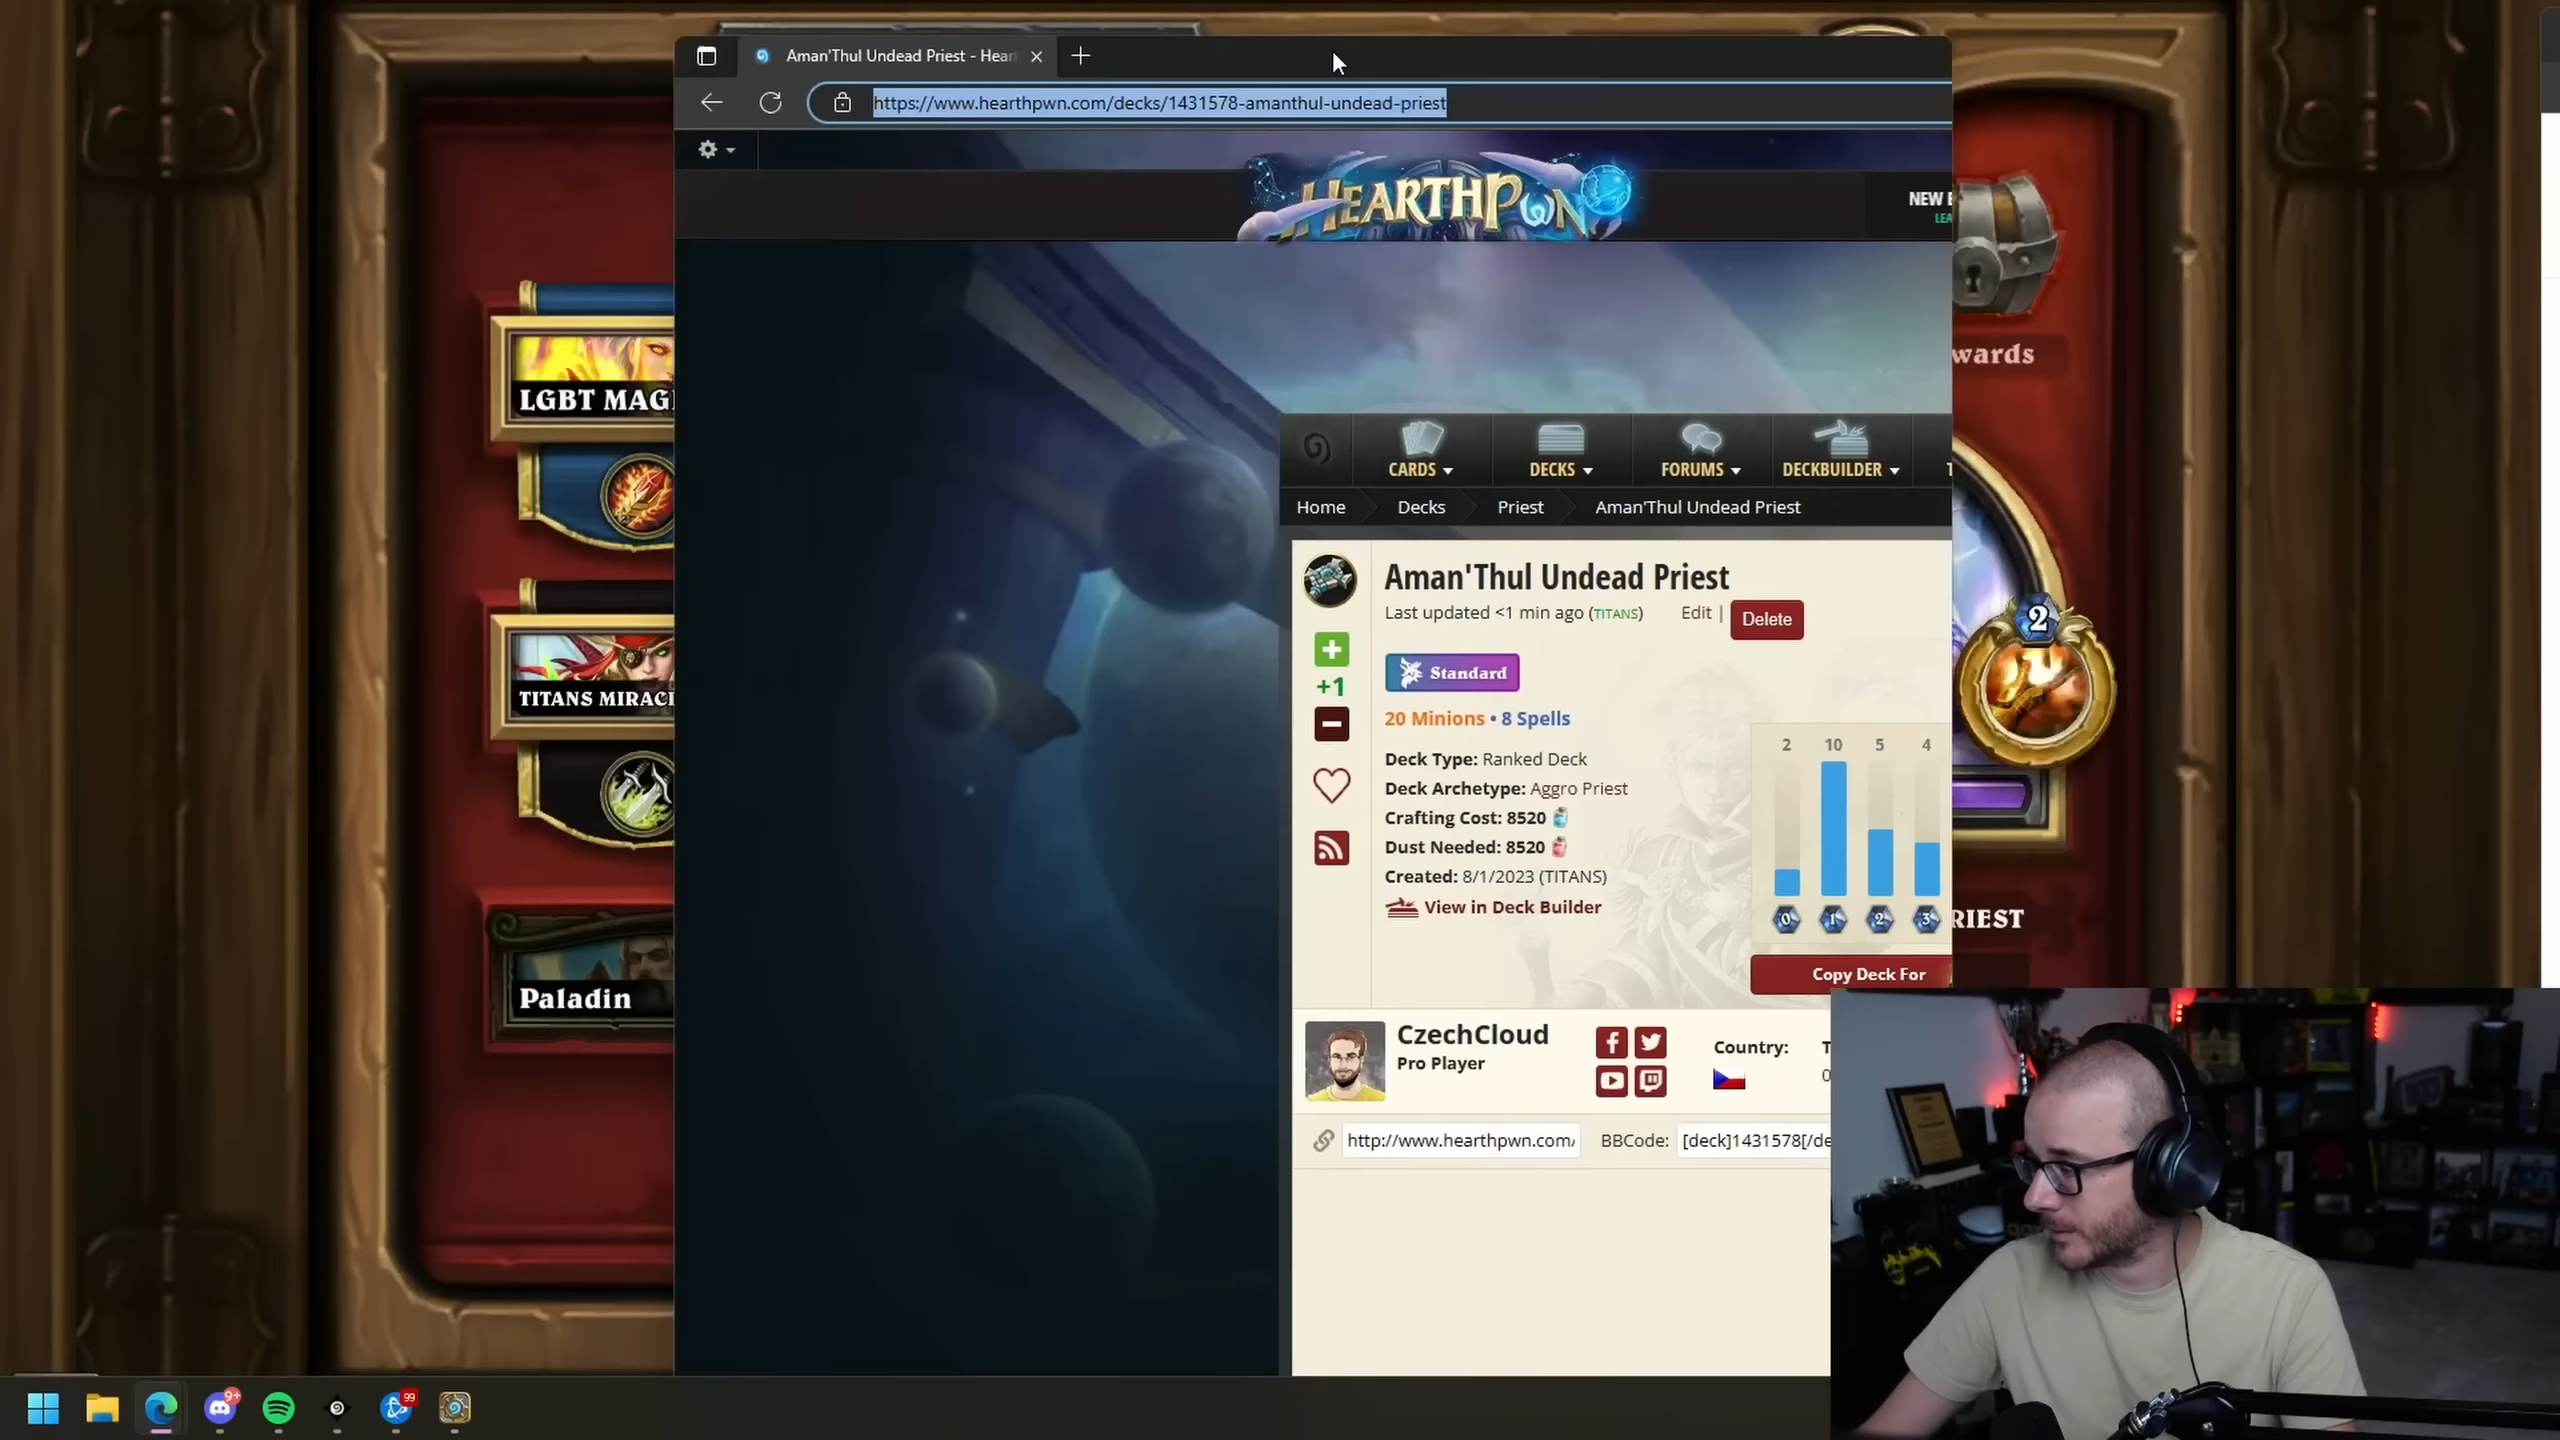 Aman'Thul Undead Priest - Hear
https://www.hearthpwn.com/decks/1431578-amanthul-undead-priest
HEARTHPWN
NEW
LEA
wards
LGBT MAG
CARDS
DECKS
FORUMS
DECKBUILDER
Home
Decks
Priest
Aman'Thul Undead Priest
Aman'Thul Undead Priest
Last updated <1 min ago (TITANS)
Edit |
Delete
+1
Standard
20 Minions • 8 Spells
2
TITANS MIRACL
2 10 5 4
Deck Type: Ranked Deck
Deck Archetype: Aggro Priest
Crafting Cost: 8520
Dust Needed: 8520
Created: 8/1/2023 (TITANS)
View in Deck Builder
0 1 2 3
RIEST
Copy Deck For
Paladin
CzechCloud
Pro Player
Country:
T
0
http://www.hearthpwn.com/
BBCode:
[deck]1431578[/de
9+
99